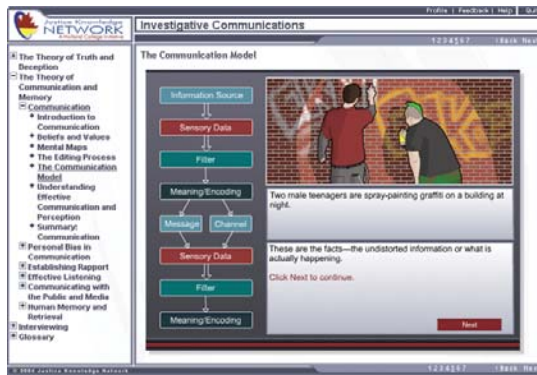 Profile | Feedback | Help | Quit
Justice Knowledge
NETWORK
Investigative Communications
1 2 3 4 5 6 7 ‹ Back Next
The Theory of Truth and
Deception
The Theory of
Communication and
Memory
Communication
Introduction to
Communication
Beliefs and Values
Mental Maps
The Editing Process
The Communication
Model
Understanding
Effective
Communication and
Perception
Summary:
Communication
Personal Bias in
Communication
Establishing Rapport
Effective Listening
Communicating with
the Public and Media
Human Memory and
Retrieval
Interviewing
Glossary
The Communication Model
Information Source
Sensory Data
Filter
Meaning/Encoding
Message Channel
Sensory Data
Filter
Meaning/Encoding
Two male teenagers are spray-painting graffiti on a building at
night.
These are the facts—the undistorted information or what is
actually happening.
Click Next to continue.
Next
© 2004 Justice Knowledge Network
1 2 3 4 5 6 7 ‹ Back Next